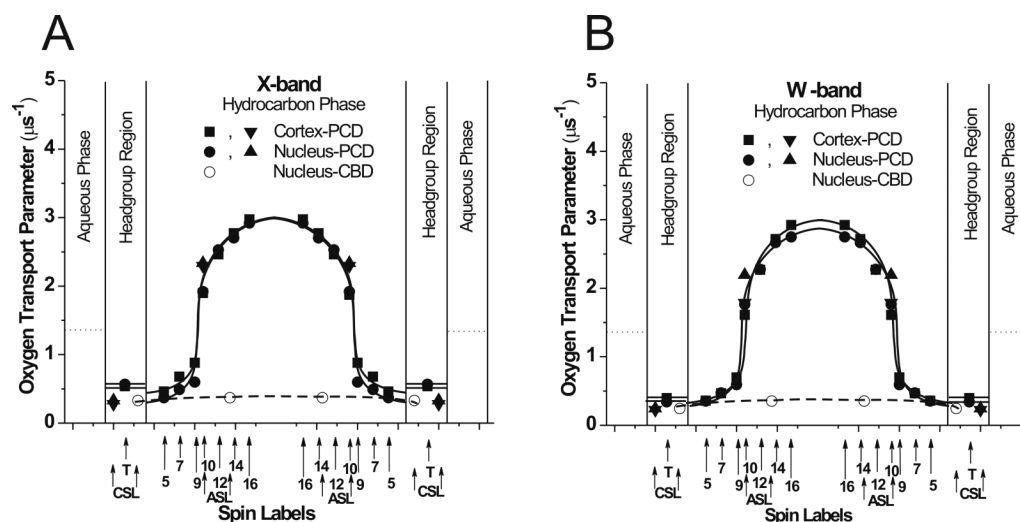 A
X-band
Hydrocarbon Phase
, Cortex-PCD
, Nucleus-PCD
Nucleus-CBD
Aqueous Phase
Headgroup Region
Headgroup Region
Aqueous Phase
Oxygen Transport Parameter (µs⁻¹)
5
4
3
2
1
0
T
CSL
5
7
9
10
ASL
12
14
16
16
14
12
ASL
10
9
7
5
T
CSL
Spin Labels
B
W-band
Hydrocarbon Phase
, Cortex-PCD
, Nucleus-PCD
Nucleus-CBD
Aqueous Phase
Headgroup Region
Headgroup Region
Aqueous Phase
Oxygen Transport Parameter (µs⁻¹)
5
4
3
2
1
0
T
CSL
5
7
9
10
ASL
12
14
16
16
14
12
ASL
10
9
7
5
T
CSL
Spin Labels